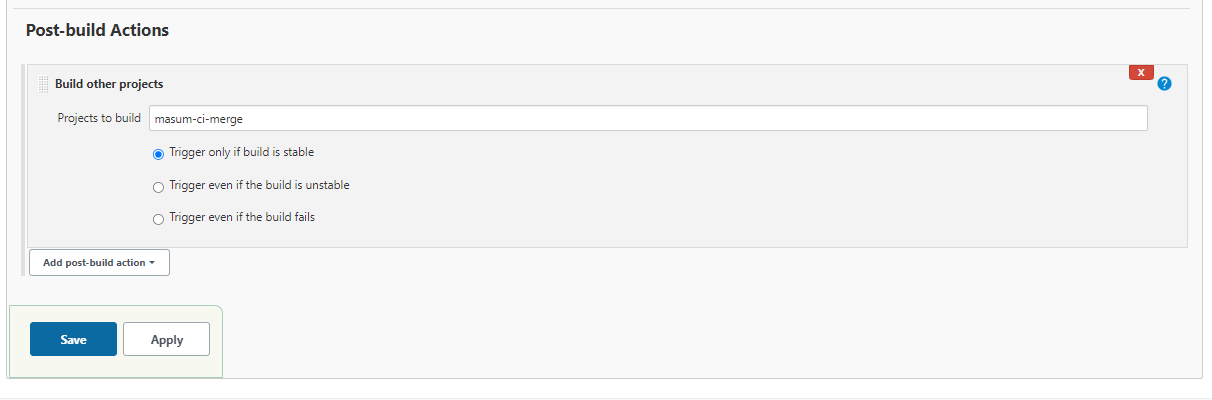 Post-build Actions
Build other projects
X
?
Projects to build masum-ci-merge
Trigger only if build is stable
Trigger even if the build is unstable
Trigger even if the build fails
Add post-build action
Save Apply